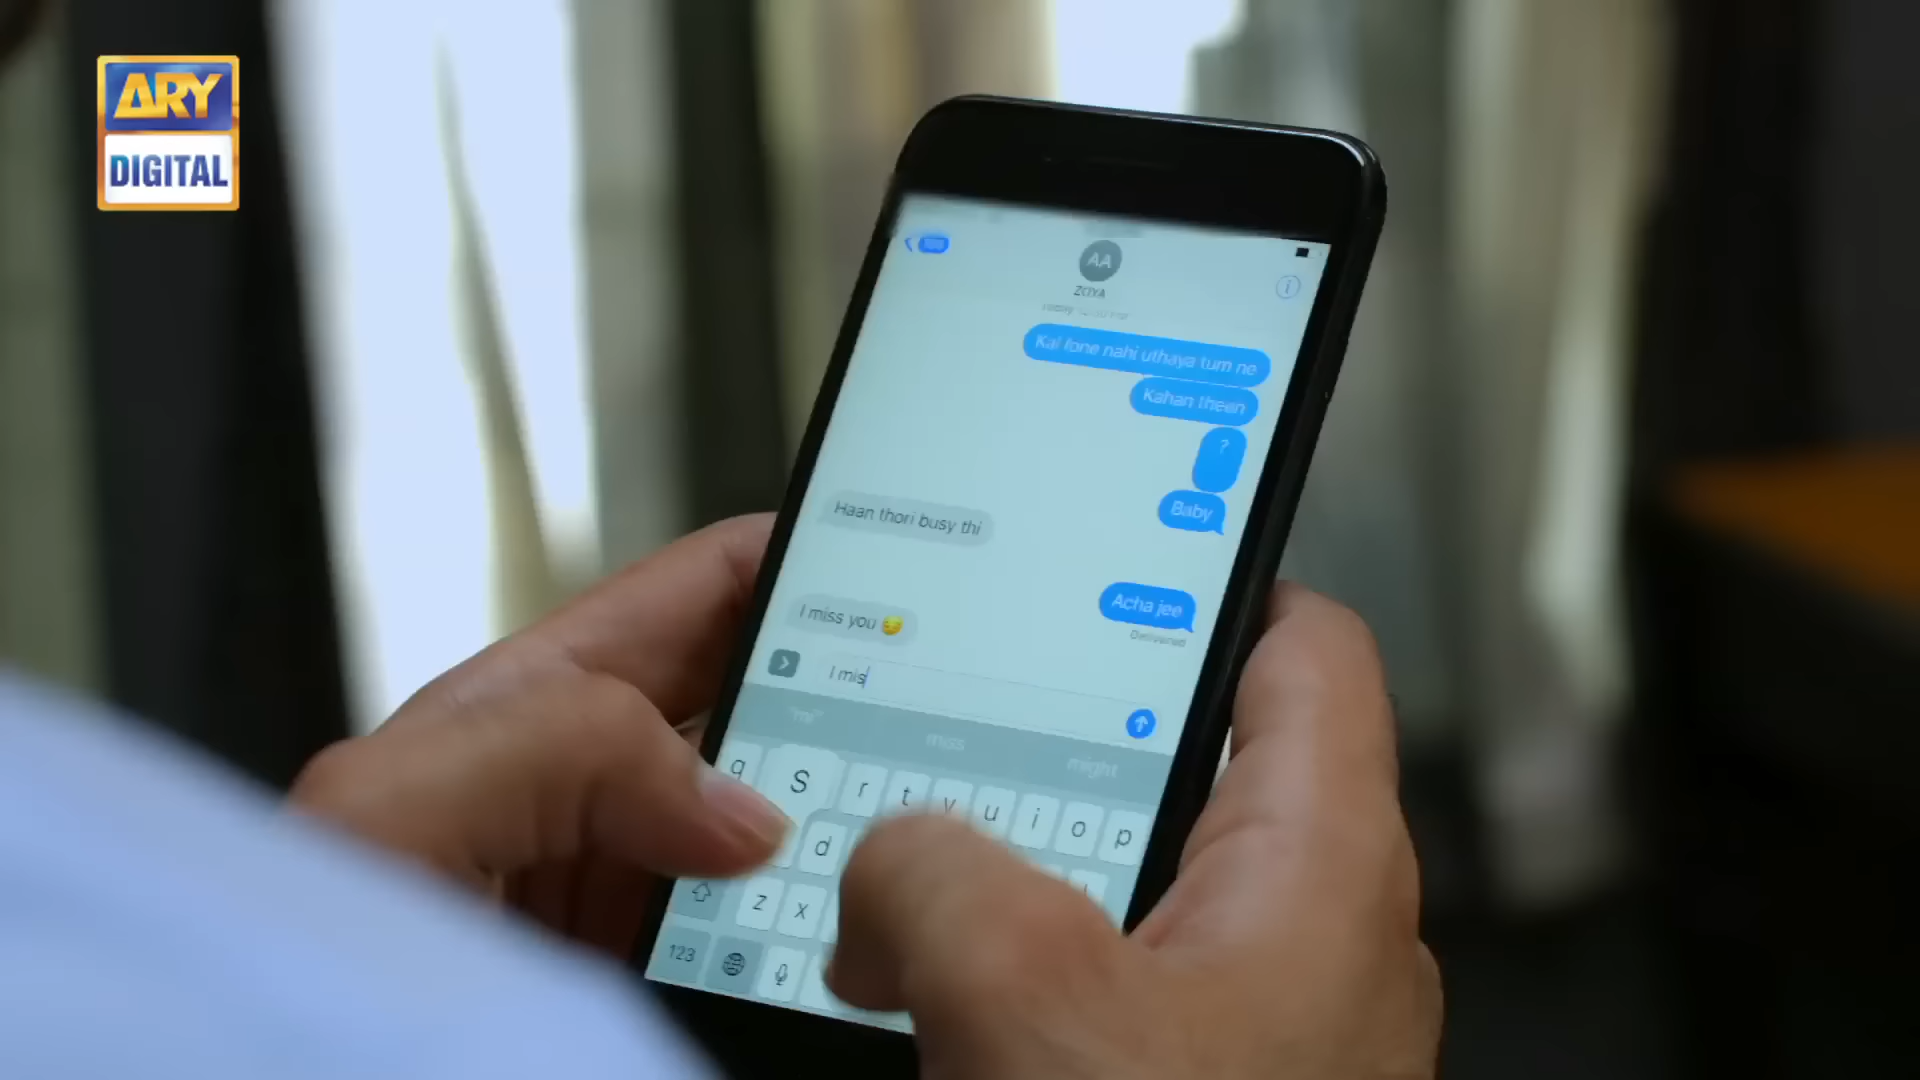 ARY
DIGITAL
AA
ZOYA
Kal fone nahi uthaya tum ne
Kahan theen
?
Baby
Haan thori busy thi
Acha jee
Delivered
I miss you 😔
I mis
miss
might
q S r t y u i o p
d
z x
123